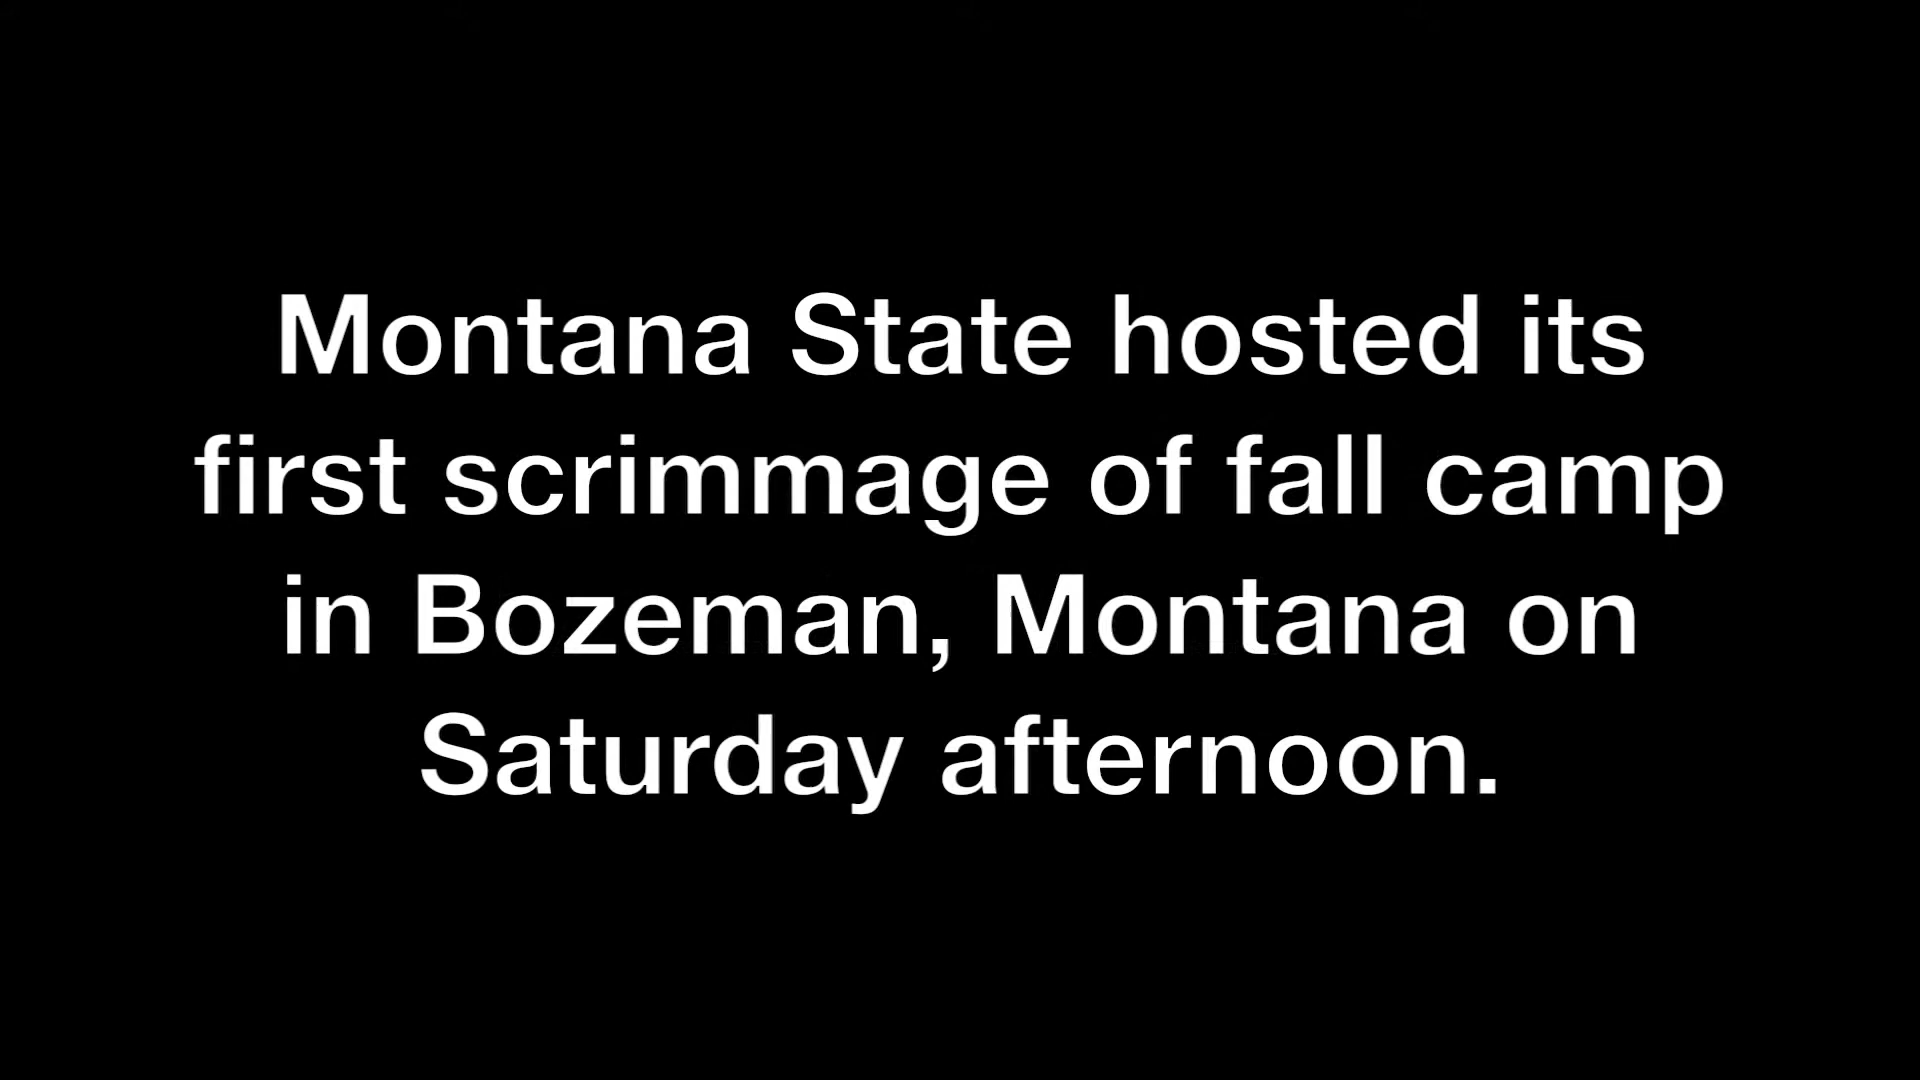 Montana State hosted its
first scrimmage of fall camp
in Bozeman, Montana on
Saturday afternoon.